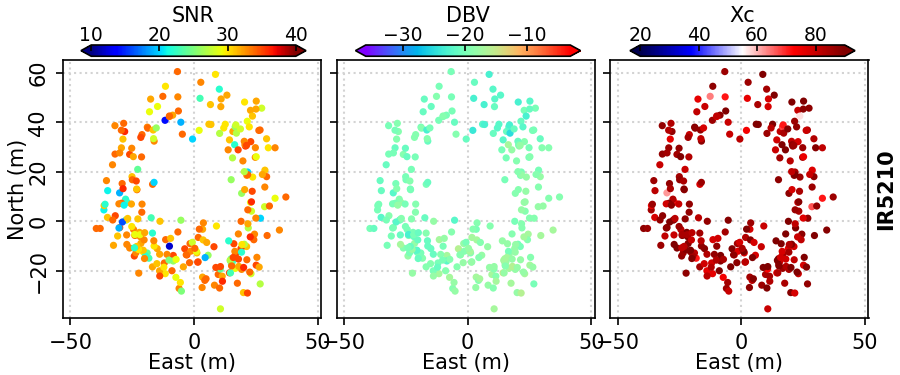 SNR DBV Xc
10 20 30 40 −30 −20 −10 20 40 60 80
60
40
20
0
−20
North (m)
IR5210
−50 0 50 −50 0 50 −50 0 50
East (m) East (m) East (m)